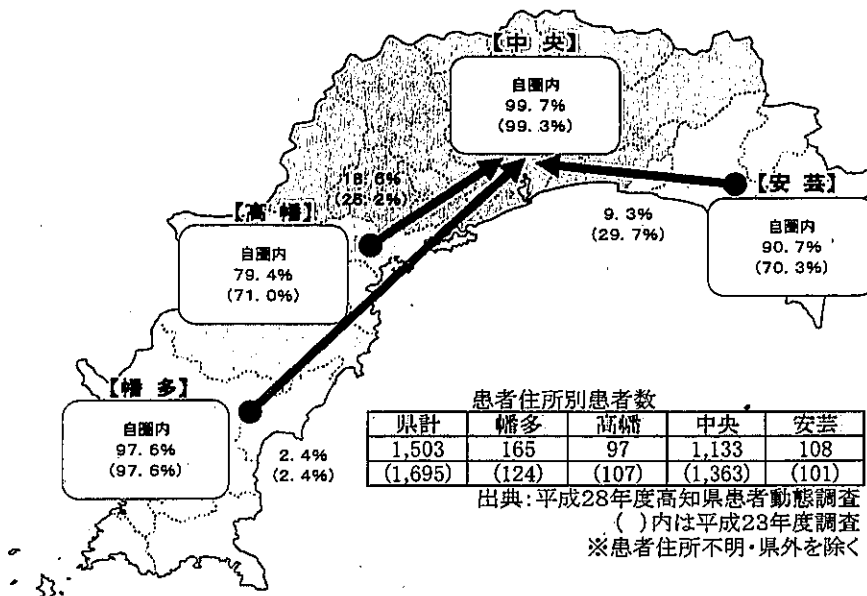 【中 央】
自圏内
99.7%
(99.3%)
18.6%
(28.2%)
【高 幡】
自圏内
79.4%
(71.0%)
9.3%
(29.7%)
【安 芸】
自圏内
90.7%
(70.3%)
【幡 多】
自圏内
97.6%
(97.6%)
2.4%
(2.4%)
患者住所別患者数
県計 幡多 高幡 中央 安芸
1,503 165 97 1,133 108
(1,695) (124) (107) (1,363) (101)
出典:平成28年度高知県患者動態調査
( )内は平成23年度調査
※患者住所不明・県外を除く